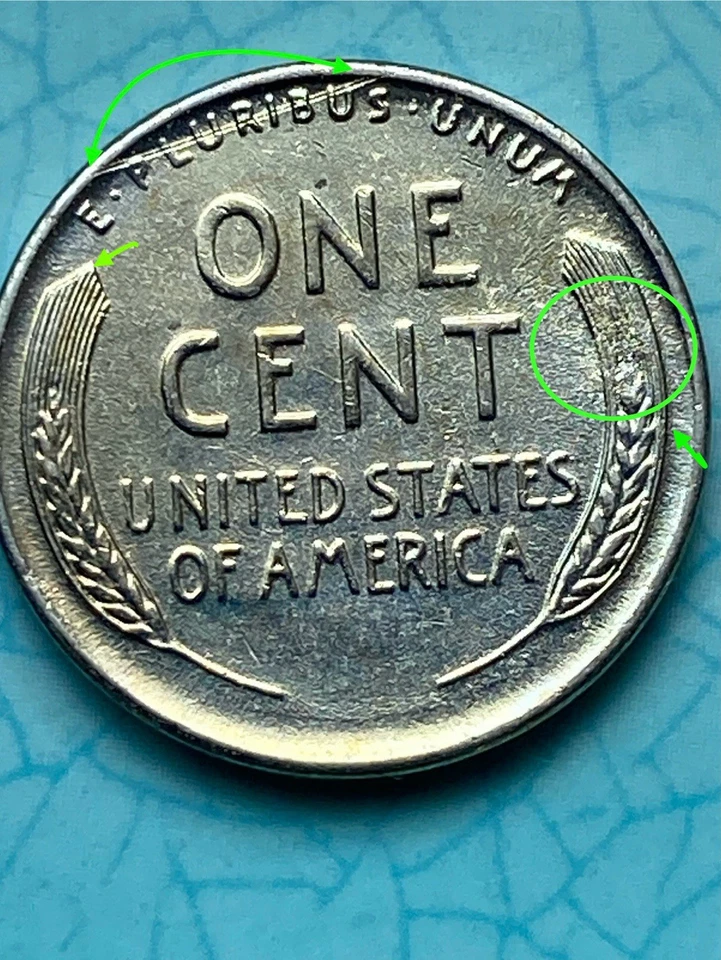 E·PLURIBUS·UNUM
ONE
CENT
UNITED STATES
OF AMERICA